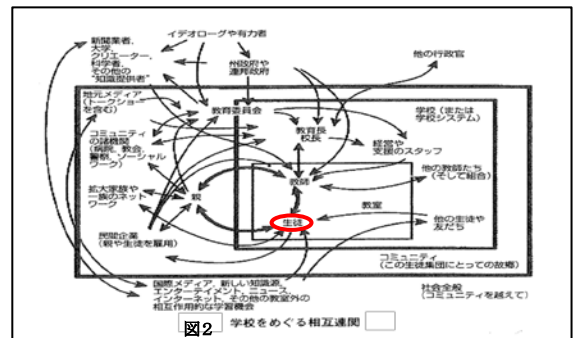 イデオローグや有力者
新聞業者、
大学、
クリエーター、
科学者、
その他の
“知識提供者”
州政府や
連邦政府
他の行政官
地元メディア
(トークショー
を含む)
教育委員会
教育長
校長
学校(または
学校システム)
コミュニティ
の諸機関
(病院、教会、
警察、ソーシャル
ワーク)
経営や
支援のスタッフ
拡大家族や
一族のネット
ワーク
親
教師
他の教師たち
(そして組合)
教室
生徒
他の生徒や
友だち
民間企業
(親や生徒を雇用)
コミュニティ
(この生徒集団にとっての故郷)
国際メディア、新しい知識源、
エンターテイメント、ニュース、
インターネット、その他の教室外の
相互作用的な学習機会
社会全般
(コミュニティを越えて)
図2 学校をめぐる相互連関